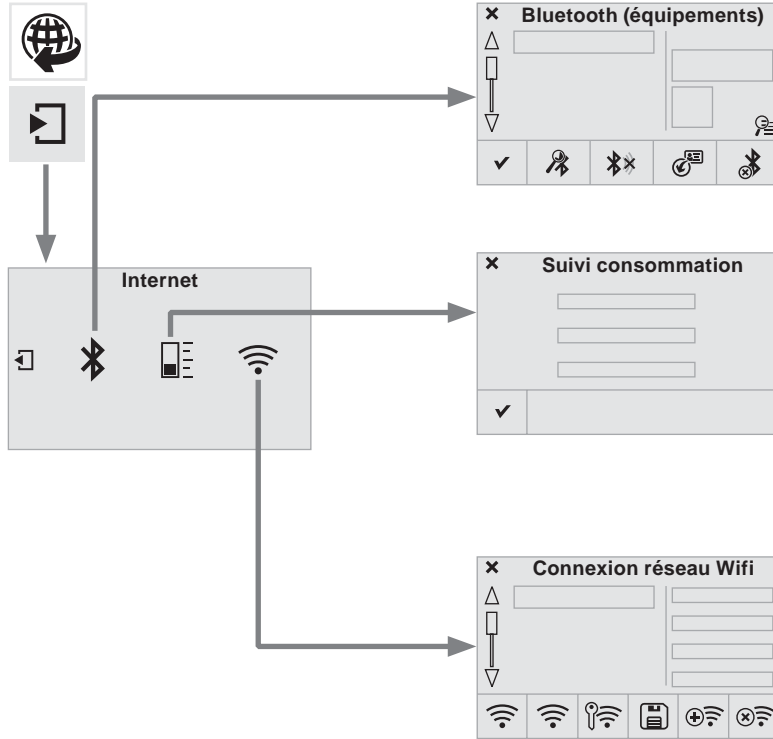 Bluetooth (équipements)
Internet
Suivi consommation
Connexion réseau Wifi